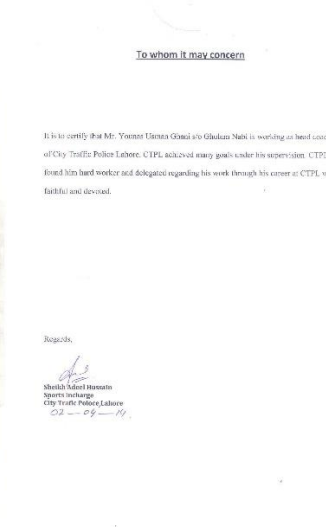 To whom it may concern
It is to certify that Mr. Younas Usman Ghani s/o Ghulam Nabi is working as head
of City Traffic Police Lahore. CTPL achieved many goals under his supervision. CTPL
found him hard worker and delegated regarding his work through his career at CTPL
faithful and devoted.
Regards,
Sheikh Adeel Hussain
Sports Incharge
City Trafic Poloce,Lahore
02-04-14.